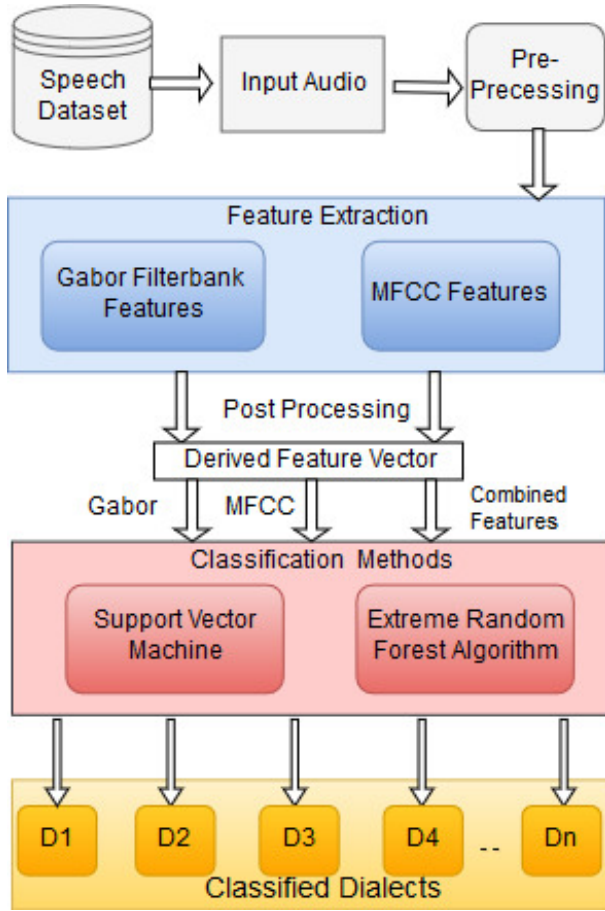 Speech
Dataset
Input Audio
Pre-
Precessing
Feature Extraction
Gabor Filterbank
Features
MFCC Features
Post Processing
Derived Feature Vector
Gabor
MFCC
Combined
Features
Classification Methods
Support Vector
Machine
Extreme Random
Forest Algorithm
D1
D2
D3
D4
--
Dn
Classified Dialects